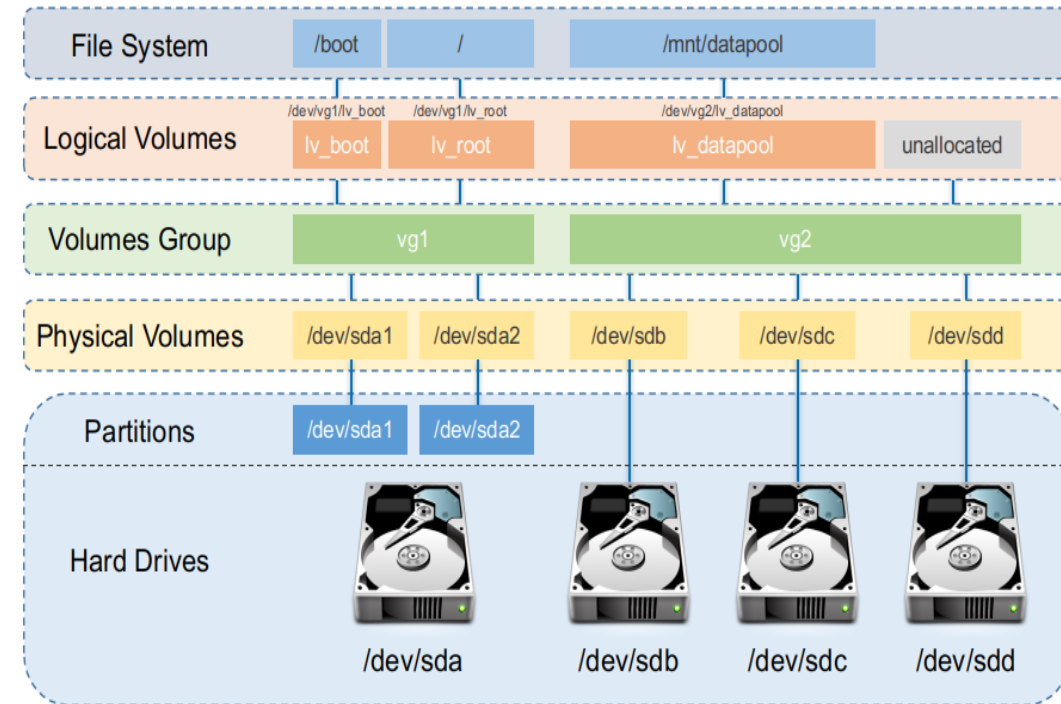 File System
/boot
/
/mnt/datapool
Logical Volumes
/dev/vg1/lv_boot
/dev/vg1/lv_root
/dev/vg2/lv_datapool
lv_boot
lv_root
lv_datapool
unallocated
Volumes Group
vg1
vg2
Physical Volumes
/dev/sda1
/dev/sda2
/dev/sdb
/dev/sdc
/dev/sdd
Partitions
/dev/sda1
/dev/sda2
Hard Drives
/dev/sda
/dev/sdb
/dev/sdc
/dev/sdd